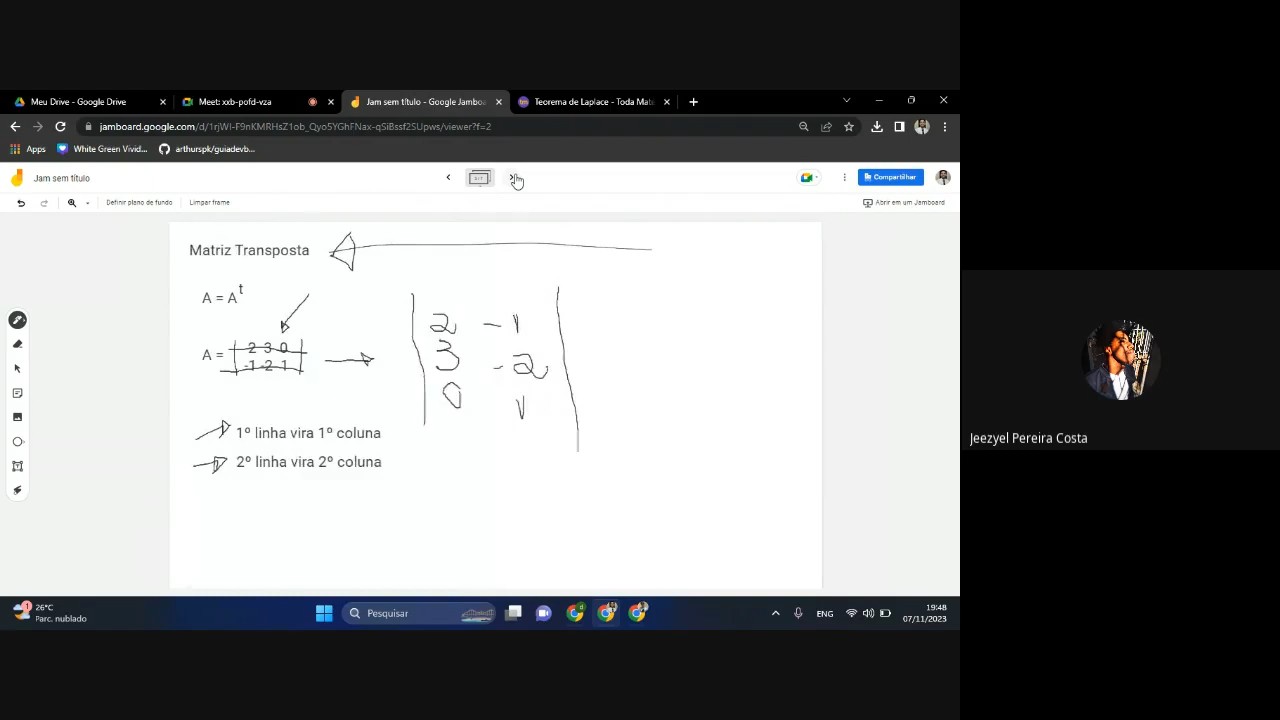 Meu Drive - Google Drive
Meet: xxb-pofd-vza
Jam sem título - Google Jamboa
Teorema de Laplace - Toda Mate
jamboard.google.com/d/1rjWI-F9nKMRHsZ1ob_Qyo5YGhFNax-qSiBssf2SUpws/viewer?f=2
Apps
White Green Vivid...
arthurspk/guiadevb...
Jam sem título
Compartilhar
Definir plano de fundo
Limpar frame
Abrir em um Jamboard
Matriz Transposta
A = A^t
2 -1
A = 2 3 0
-1 -2 1
3 -2
0 1
1º linha vira 1º coluna
2º linha vira 2º coluna
Jeezyel Pereira Costa
26°C
Parc. nublado
1
Pesquisar
ENG
19:48
07/11/2023